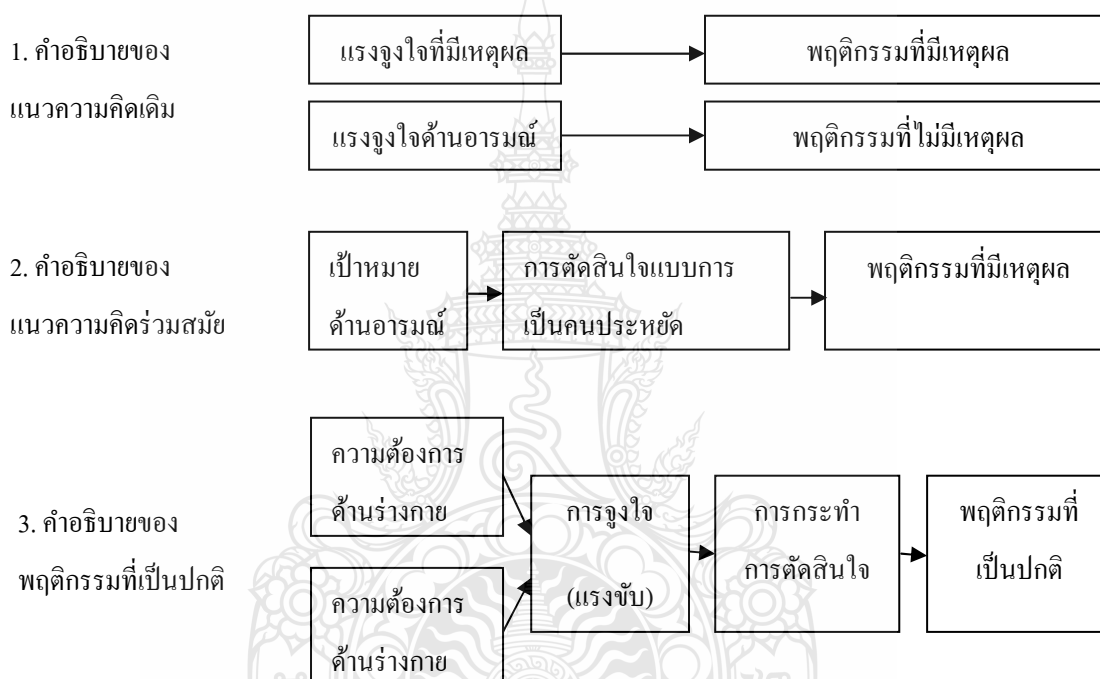 1. คำอธิบายของ
แนวความคิดเดิม
แรงจูงใจที่มีเหตุผล
พฤติกรรมที่มีเหตุผล
แรงจูงใจด้านอารมณ์
พฤติกรรมที่ไม่มีเหตุผล
2. คำอธิบายของ
แนวความคิดร่วมสมัย
เป้าหมาย
ด้านอารมณ์
การตัดสินใจแบบการ
เป็นคนประหยัด
พฤติกรรมที่มีเหตุผล
3. คำอธิบายของ
พฤติกรรมที่เป็นปกติ
ความต้องการ
ด้านร่างกาย
ความต้องการ
ด้านร่างกาย
การจูงใจ
(แรงขับ)
การกระทำ
การตัดสินใจ
พฤติกรรมที่
เป็นปกติ